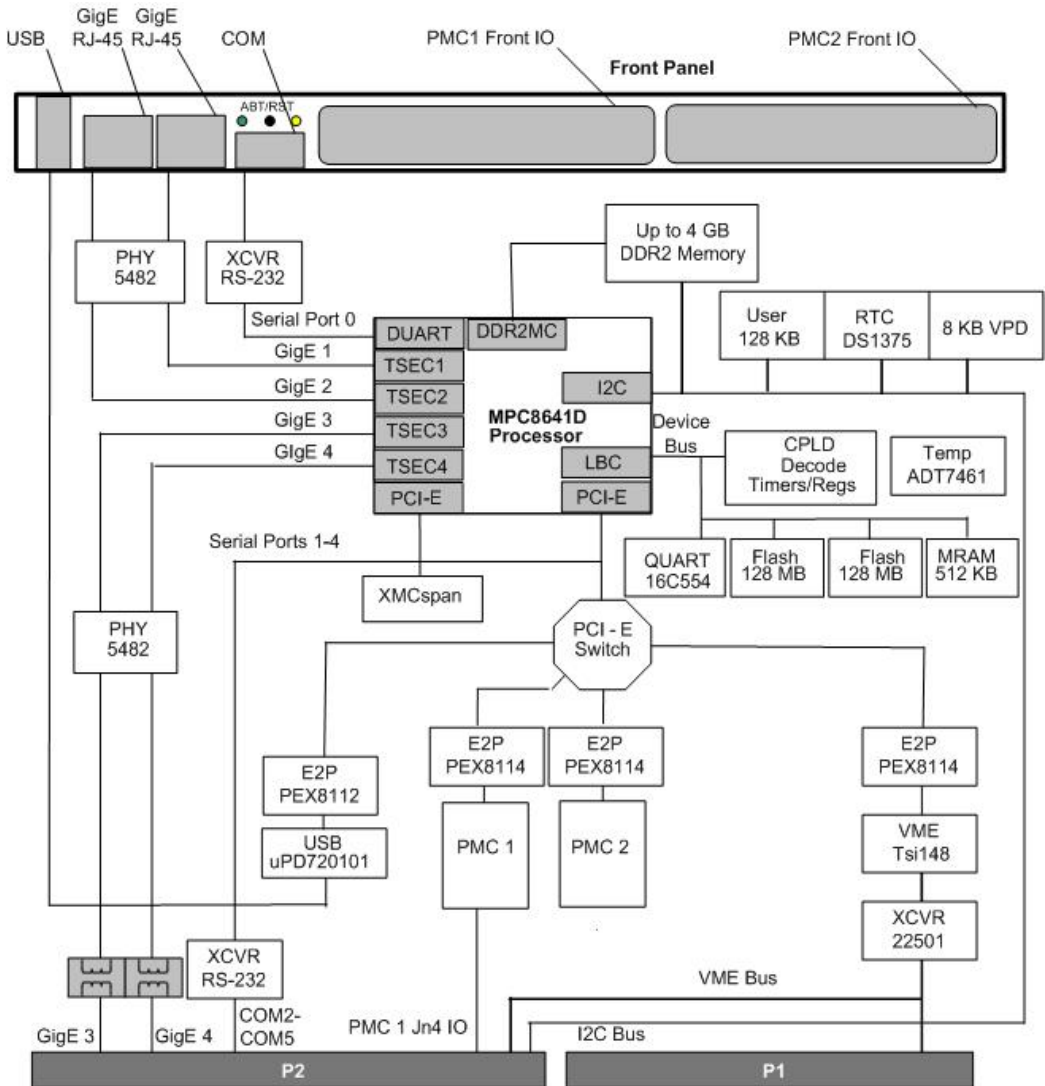 GigE GigE
USB RJ-45 RJ-45 COM PMC1 Front IO PMC2 Front IO
Front Panel
ABT/RST
PHY
5482
XCVR
RS-232
Up to 4 GB
DDR2 Memory
User
128 KB
RTC
DS1375
8 KB VPD
Serial Port 0
DUART
DDR2MC
GigE 1
TSEC1
GigE 2
TSEC2
I2C
GigE 3
TSEC3
MPC8641D
Processor
Device
Bus
GIgE 4
TSEC4
LBC
PCI-E
PCI-E
CPLD
Decode
Timers/Regs
Temp
ADT7461
Serial Ports 1-4
XMCspan
QUART
16C554
Flash
128 MB
Flash
128 MB
MRAM
512 KB
PHY
5482
PCI - E
Switch
E2P
PEX8112
E2P
PEX8114
E2P
PEX8114
E2P
PEX8114
USB
uPD720101
PMC 1
PMC 2
VME
Tsi148
XCVR
22501
XCVR
RS-232
VME Bus
GigE 3
GigE 4
COM2-
COM5
PMC 1 Jn4 IO
I2C Bus
P2
P1